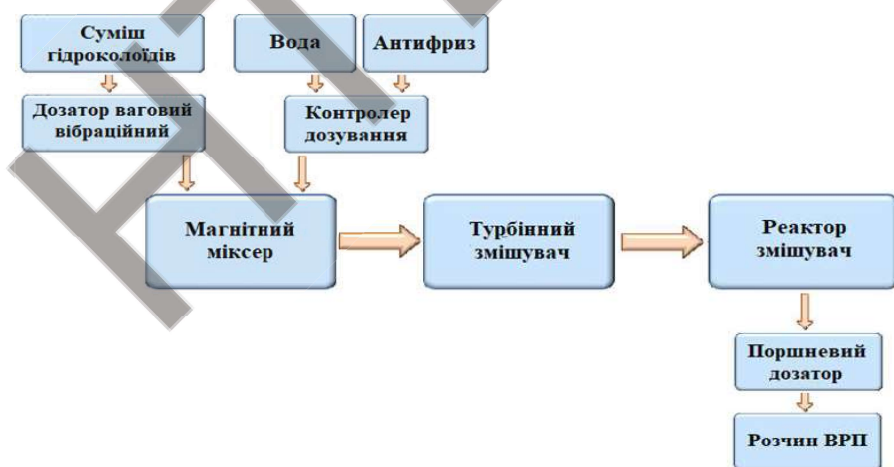 Суміш
гідроколоїдів
Вода
Антифриз
Дозатор ваговий
вібраційний
Контролер
дозування
Магнітний
міксер
Турбінний
змішувач
Реактор
змішувач
Поршневий
дозатор
Розчин ВРП